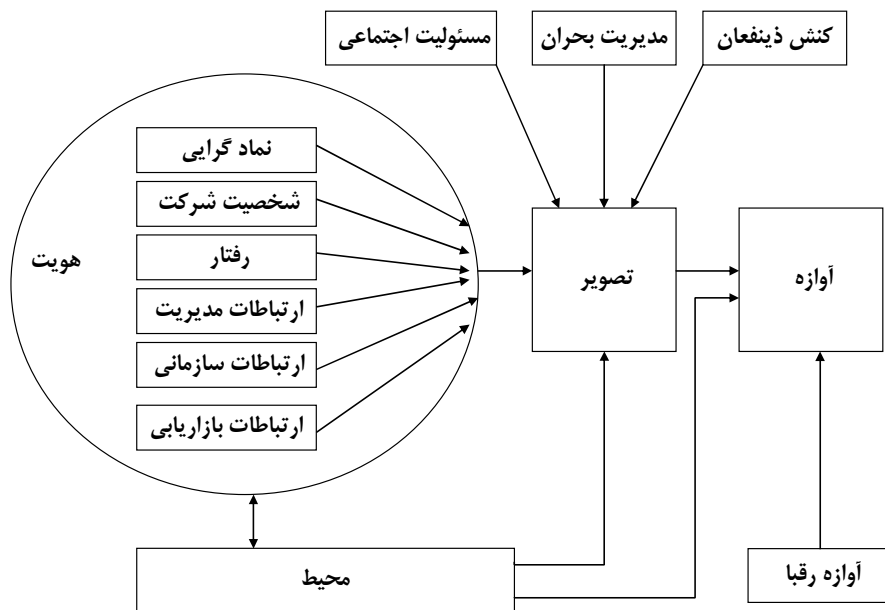 کنش ذینفعان
مدیریت بحران
مسئولیت اجتماعی
نماد گرایی
شخصیت شرکت
رفتار
ارتباطات مدیریت
ارتباطات سازمانی
ارتباطات بازاریابی
هویت
تصویر
آوازه
محیط
آوازه رقبا